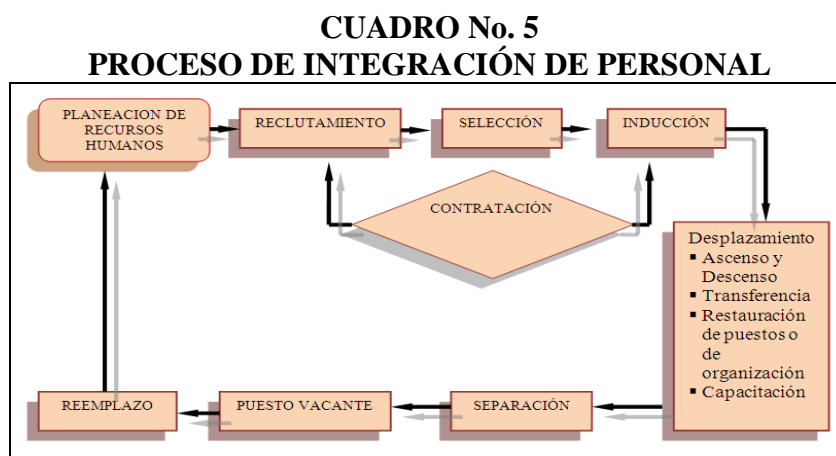 CUADRO No. 5
PROCESO DE INTEGRACIÓN DE PERSONAL
PLANEACION DE
RECURSOS
HUMANOS
RECLUTAMIENTO
SELECCIÓN
INDUCCIÓN
CONTRATACIÓN
Desplazamiento
▪ Ascenso y
Descenso
▪ Transferencia
▪ Restauración
de puestos o
de
organización
▪ Capacitación
REEMPLAZO
PUESTO VACANTE
SEPARACIÓN